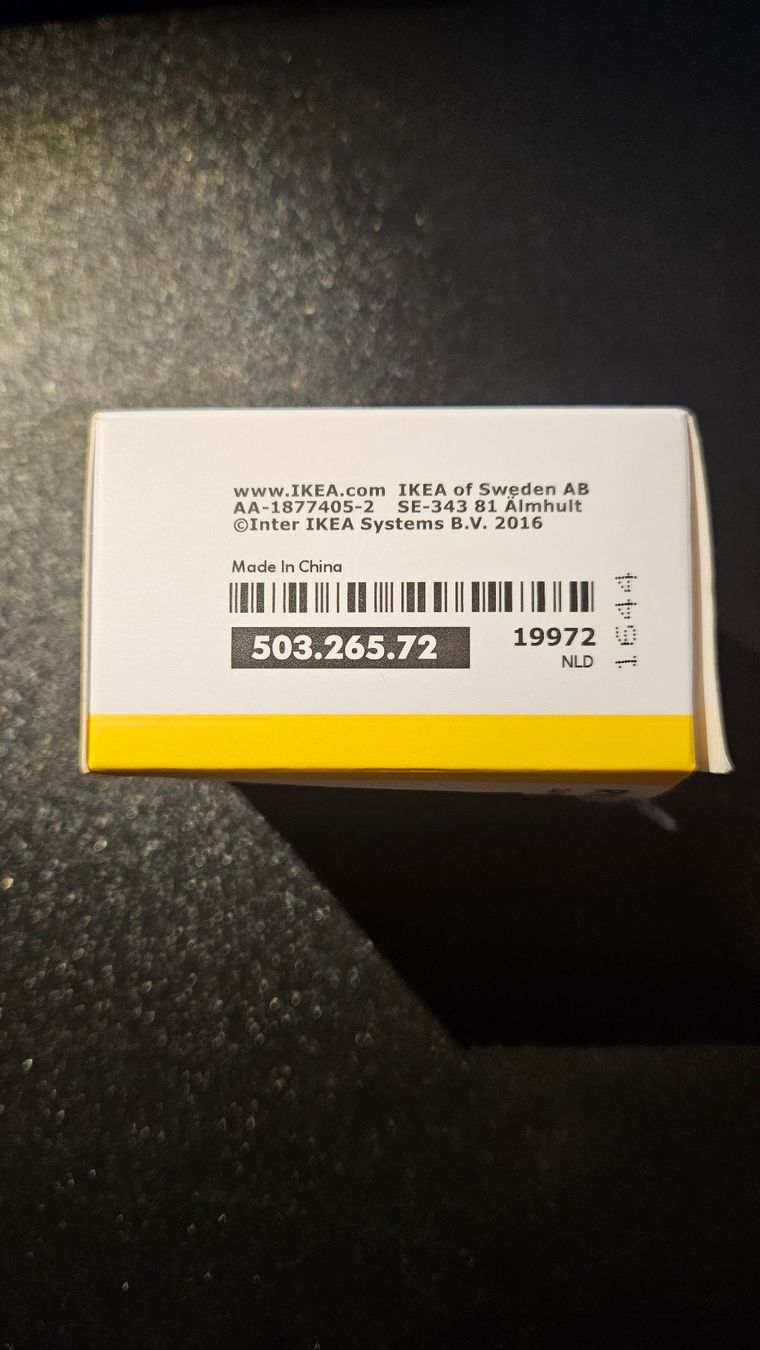 www.IKEA.com IKEA of Sweden AB
AA-1877405-2 SE-343 81 Älmhult
©Inter IKEA Systems B.V. 2016
Made In China
503.265.72
19972
NLD
1644